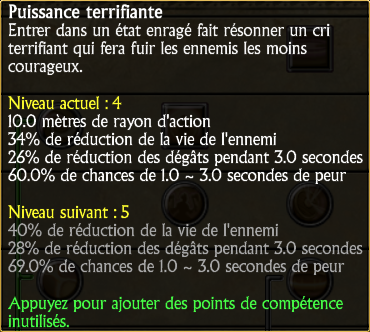 Puissance terrifiante
Entrer dans un état enragé fait résonner un cri
terrifiant qui fera fuir les ennemis les moins
courageux.
Niveau actuel : 4
10.0 mètres de rayon d'action
34% de réduction de la vie de l'ennemi
26% de réduction des dégâts pendant 3.0 secondes
60.0% de chances de 1.0 ~ 3.0 secondes de peur
Niveau suivant : 5
40% de réduction de la vie de l'ennemi
28% de réduction des dégâts pendant 3.0 secondes
69.0% de chances de 1.0 ~ 3.0 secondes de peur
Appuyez pour ajouter des points de compétence
inutilisés.